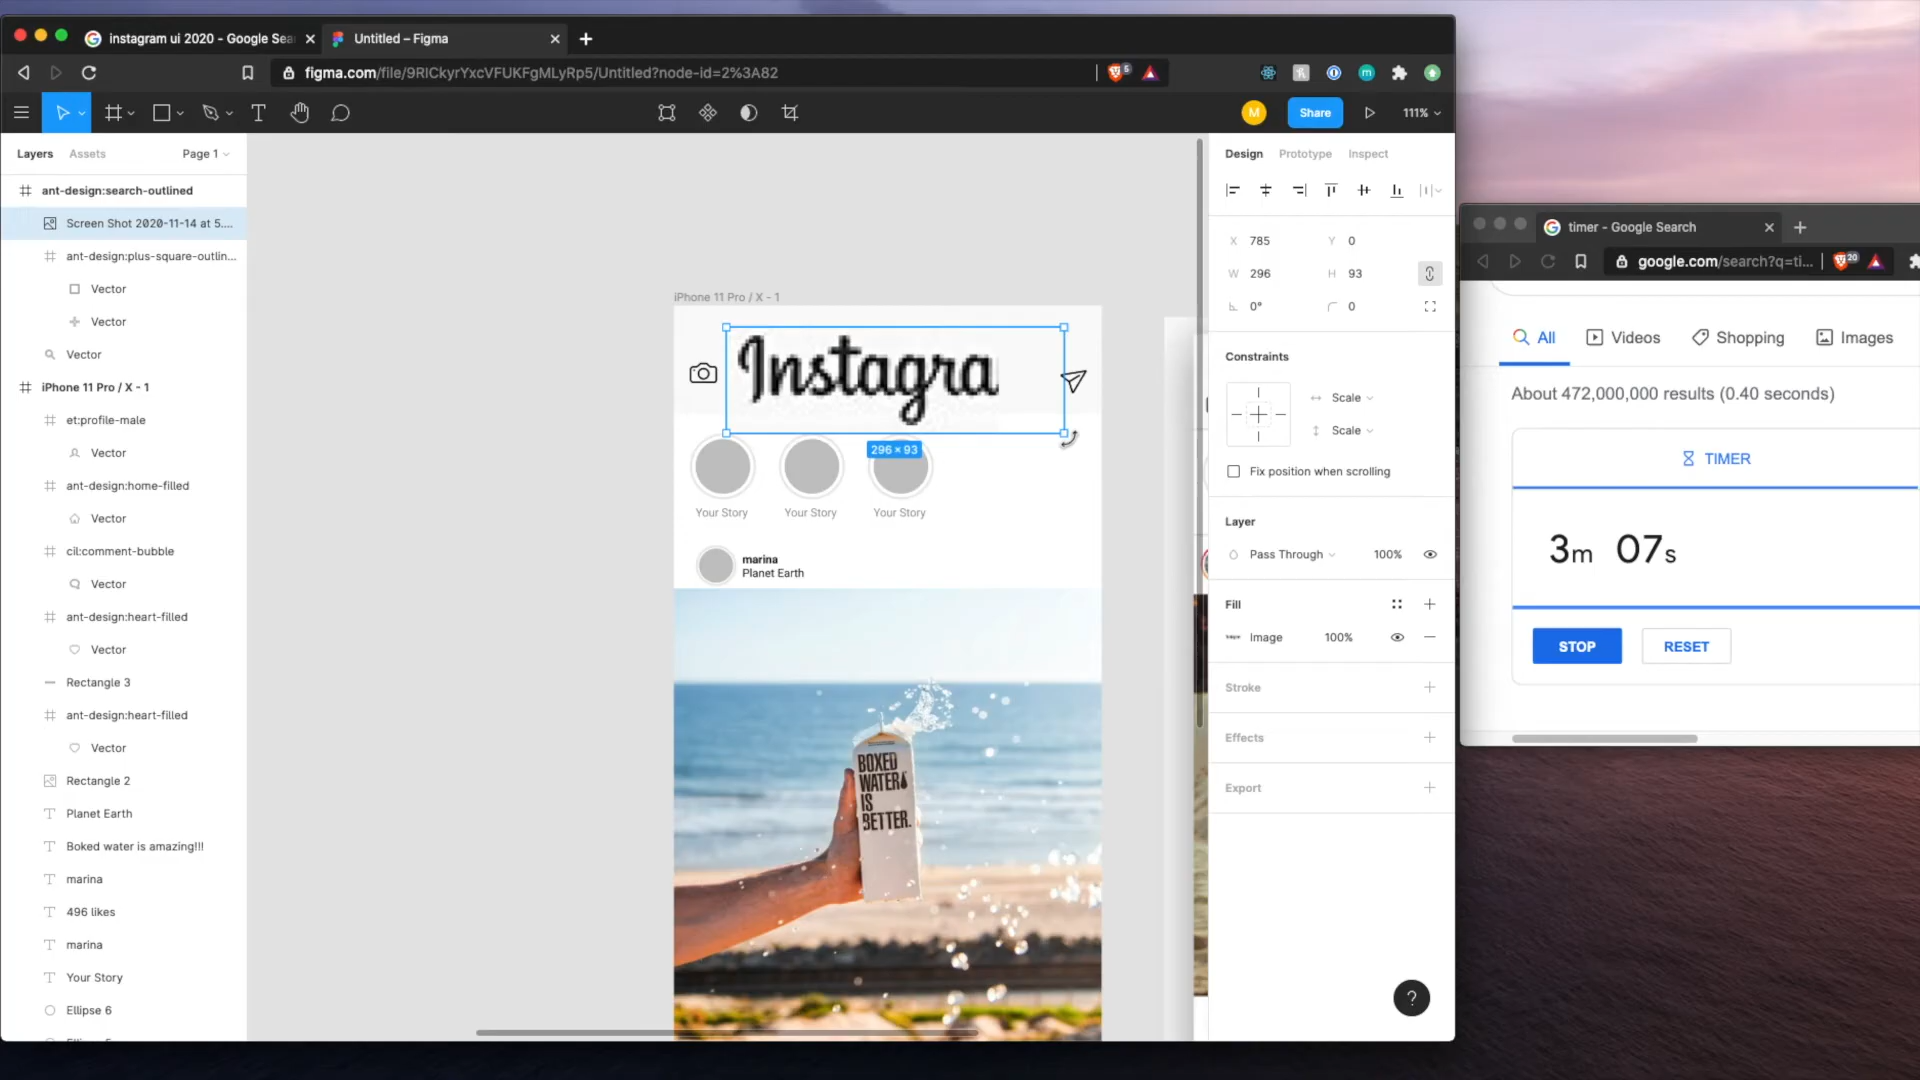 instagram ui 2020 - Google Sea
Untitled – Figma
figma.com/file/9RICkyrYxcVFUKFgMLyRp5/Untitled?node-id=2%3A82
5
m
M
Share
111%
Layers
Assets
Page 1
ant-design:search-outlined
Screen Shot 2020-11-14 at 5....
ant-design:plus-square-outlin...
Vector
Vector
Vector
iPhone 11 Pro / X - 1
et:profile-male
Vector
ant-design:home-filled
Vector
cil:comment-bubble
Vector
ant-design:heart-filled
Vector
Rectangle 3
ant-design:heart-filled
Vector
Rectangle 2
Planet Earth
Boked water is amazing!!!
marina
496 likes
marina
Your Story
Ellipse 6
iPhone 11 Pro / X - 1
Instagra
296 × 93
Your Story
Your Story
Your Story
marina
Planet Earth
BOXED
WATER
IS
BETTER.
Design
Prototype
Inspect
X 785
Y 0
W 296
H 93
0°
0
Constraints
Scale
Scale
Fix position when scrolling
Layer
Pass Through
100%
Fill
Image
100%
Stroke
Effects
Export
?
timer - Google Search
google.com/search?q=ti...
20
All
Videos
Shopping
Images
About 472,000,000 results (0.40 seconds)
TIMER
3m 07s
STOP
RESET